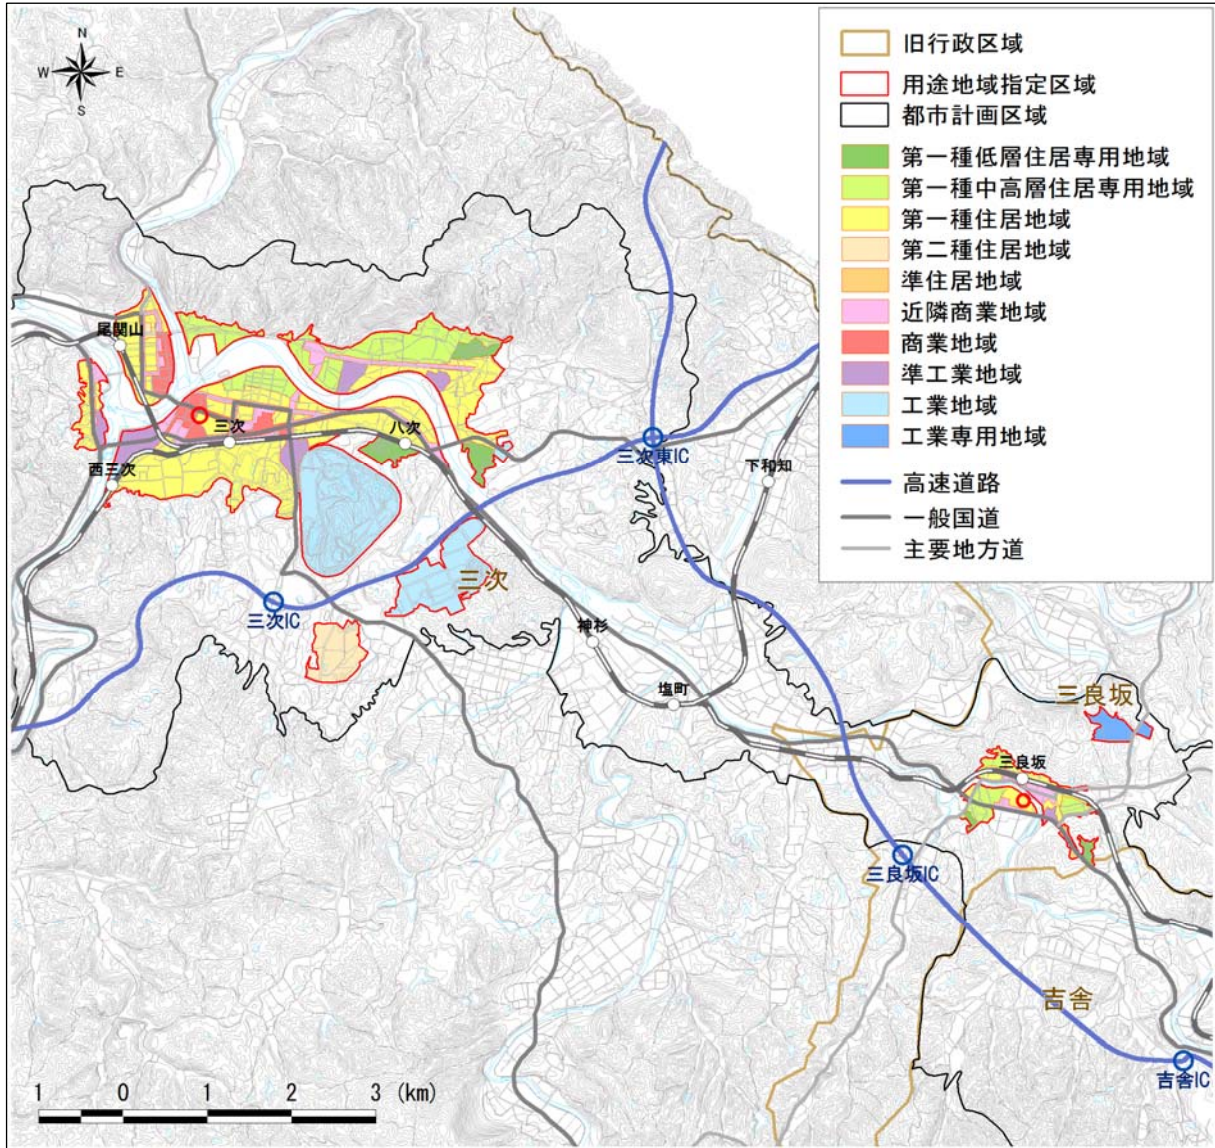 N
W E
S
旧行政区域
用途地域指定区域
都市計画区域
第一種低層住居専用地域
第一種中高層住居専用地域
第一種住居地域
第二種住居地域
準住居地域
近隣商業地域
商業地域
準工業地域
工業地域
工業専用地域
高速道路
一般国道
主要地方道
尾関山
三次
八次
西三次
三次東IC
下和知
三次
三次IC
神杉
塩町
三良坂
三良坂
三良坂IC
吉舎
吉舎IC
1 0 1 2 3 (km)